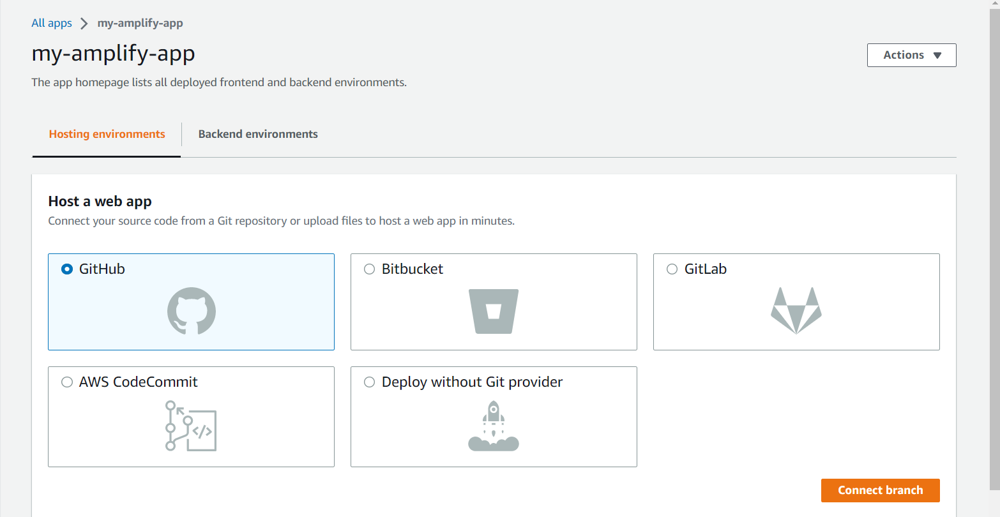 All apps my-amplify-app
my-amplify-app
Actions
The app homepage lists all deployed frontend and backend environments.
Hosting environments Backend environments
Host a web app
Connect your source code from a Git repository or upload files to host a web app in minutes.
GitHub Bitbucket GitLab
AWS CodeCommit Deploy without Git provider
</>
Connect branch